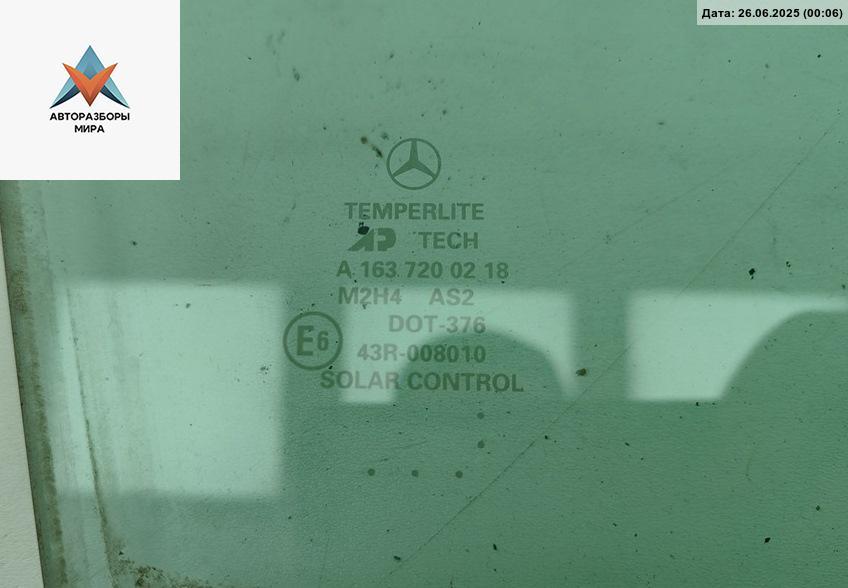 Дата: 26.06.2025 (00:06)
АВТОРАЗБОРЫ
МИРА
TEMPERLITE
AP TECH
A 163 720 02 18
M2H4 AS2
DOT-376
E6
43R-008010
SOLAR CONTROL